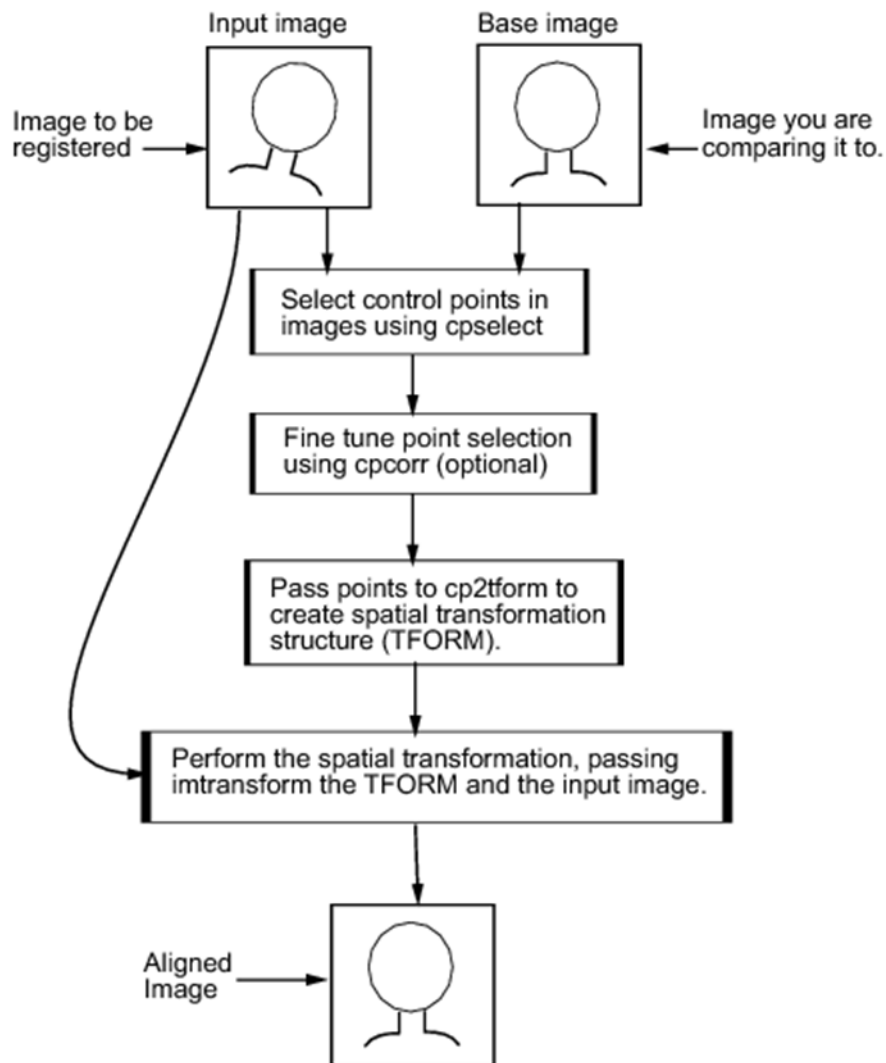 Input image
Base image
Image to be
registered
Image you are
comparing it to.
Select control points in
images using cpselect
Fine tune point selection
using cpcorr (optional)
Pass points to cp2tform to
create spatial transformation
structure (TFORM).
Perform the spatial transformation, passing
imtransform the TFORM and the input image.
Aligned
Image